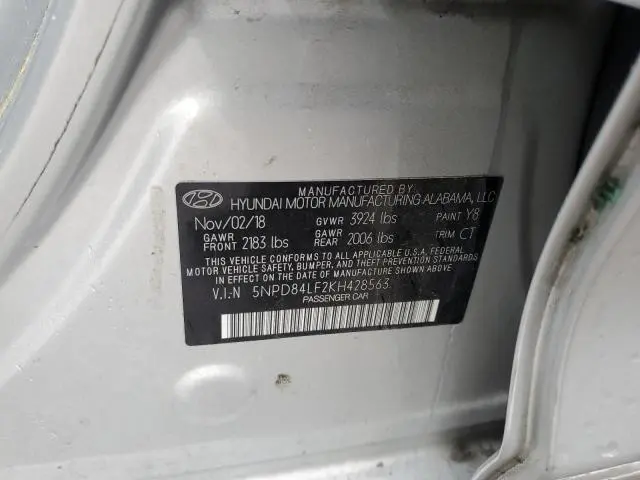 MANUFACTURED BY
HYUNDAI MOTOR MANUFACTURING ALABAMA, LLC
Nov/02/18 GVWR 3924 lbs PAINT Y8
GAWR FRONT 2183 lbs GAWR REAR 2006 lbs TRIM CT
THIS VEHICLE CONFORMS TO ALL APPLICABLE U.S.A. FEDERAL
MOTOR VEHICLE SAFETY, BUMPER, AND THEFT PREVENTION
STANDARDS IN EFFECT ON THE DATE OF MANUFACTURE SHOWN ABOVE.
V.I.N 5NPD84LF2KH428563
PASSENGER CAR